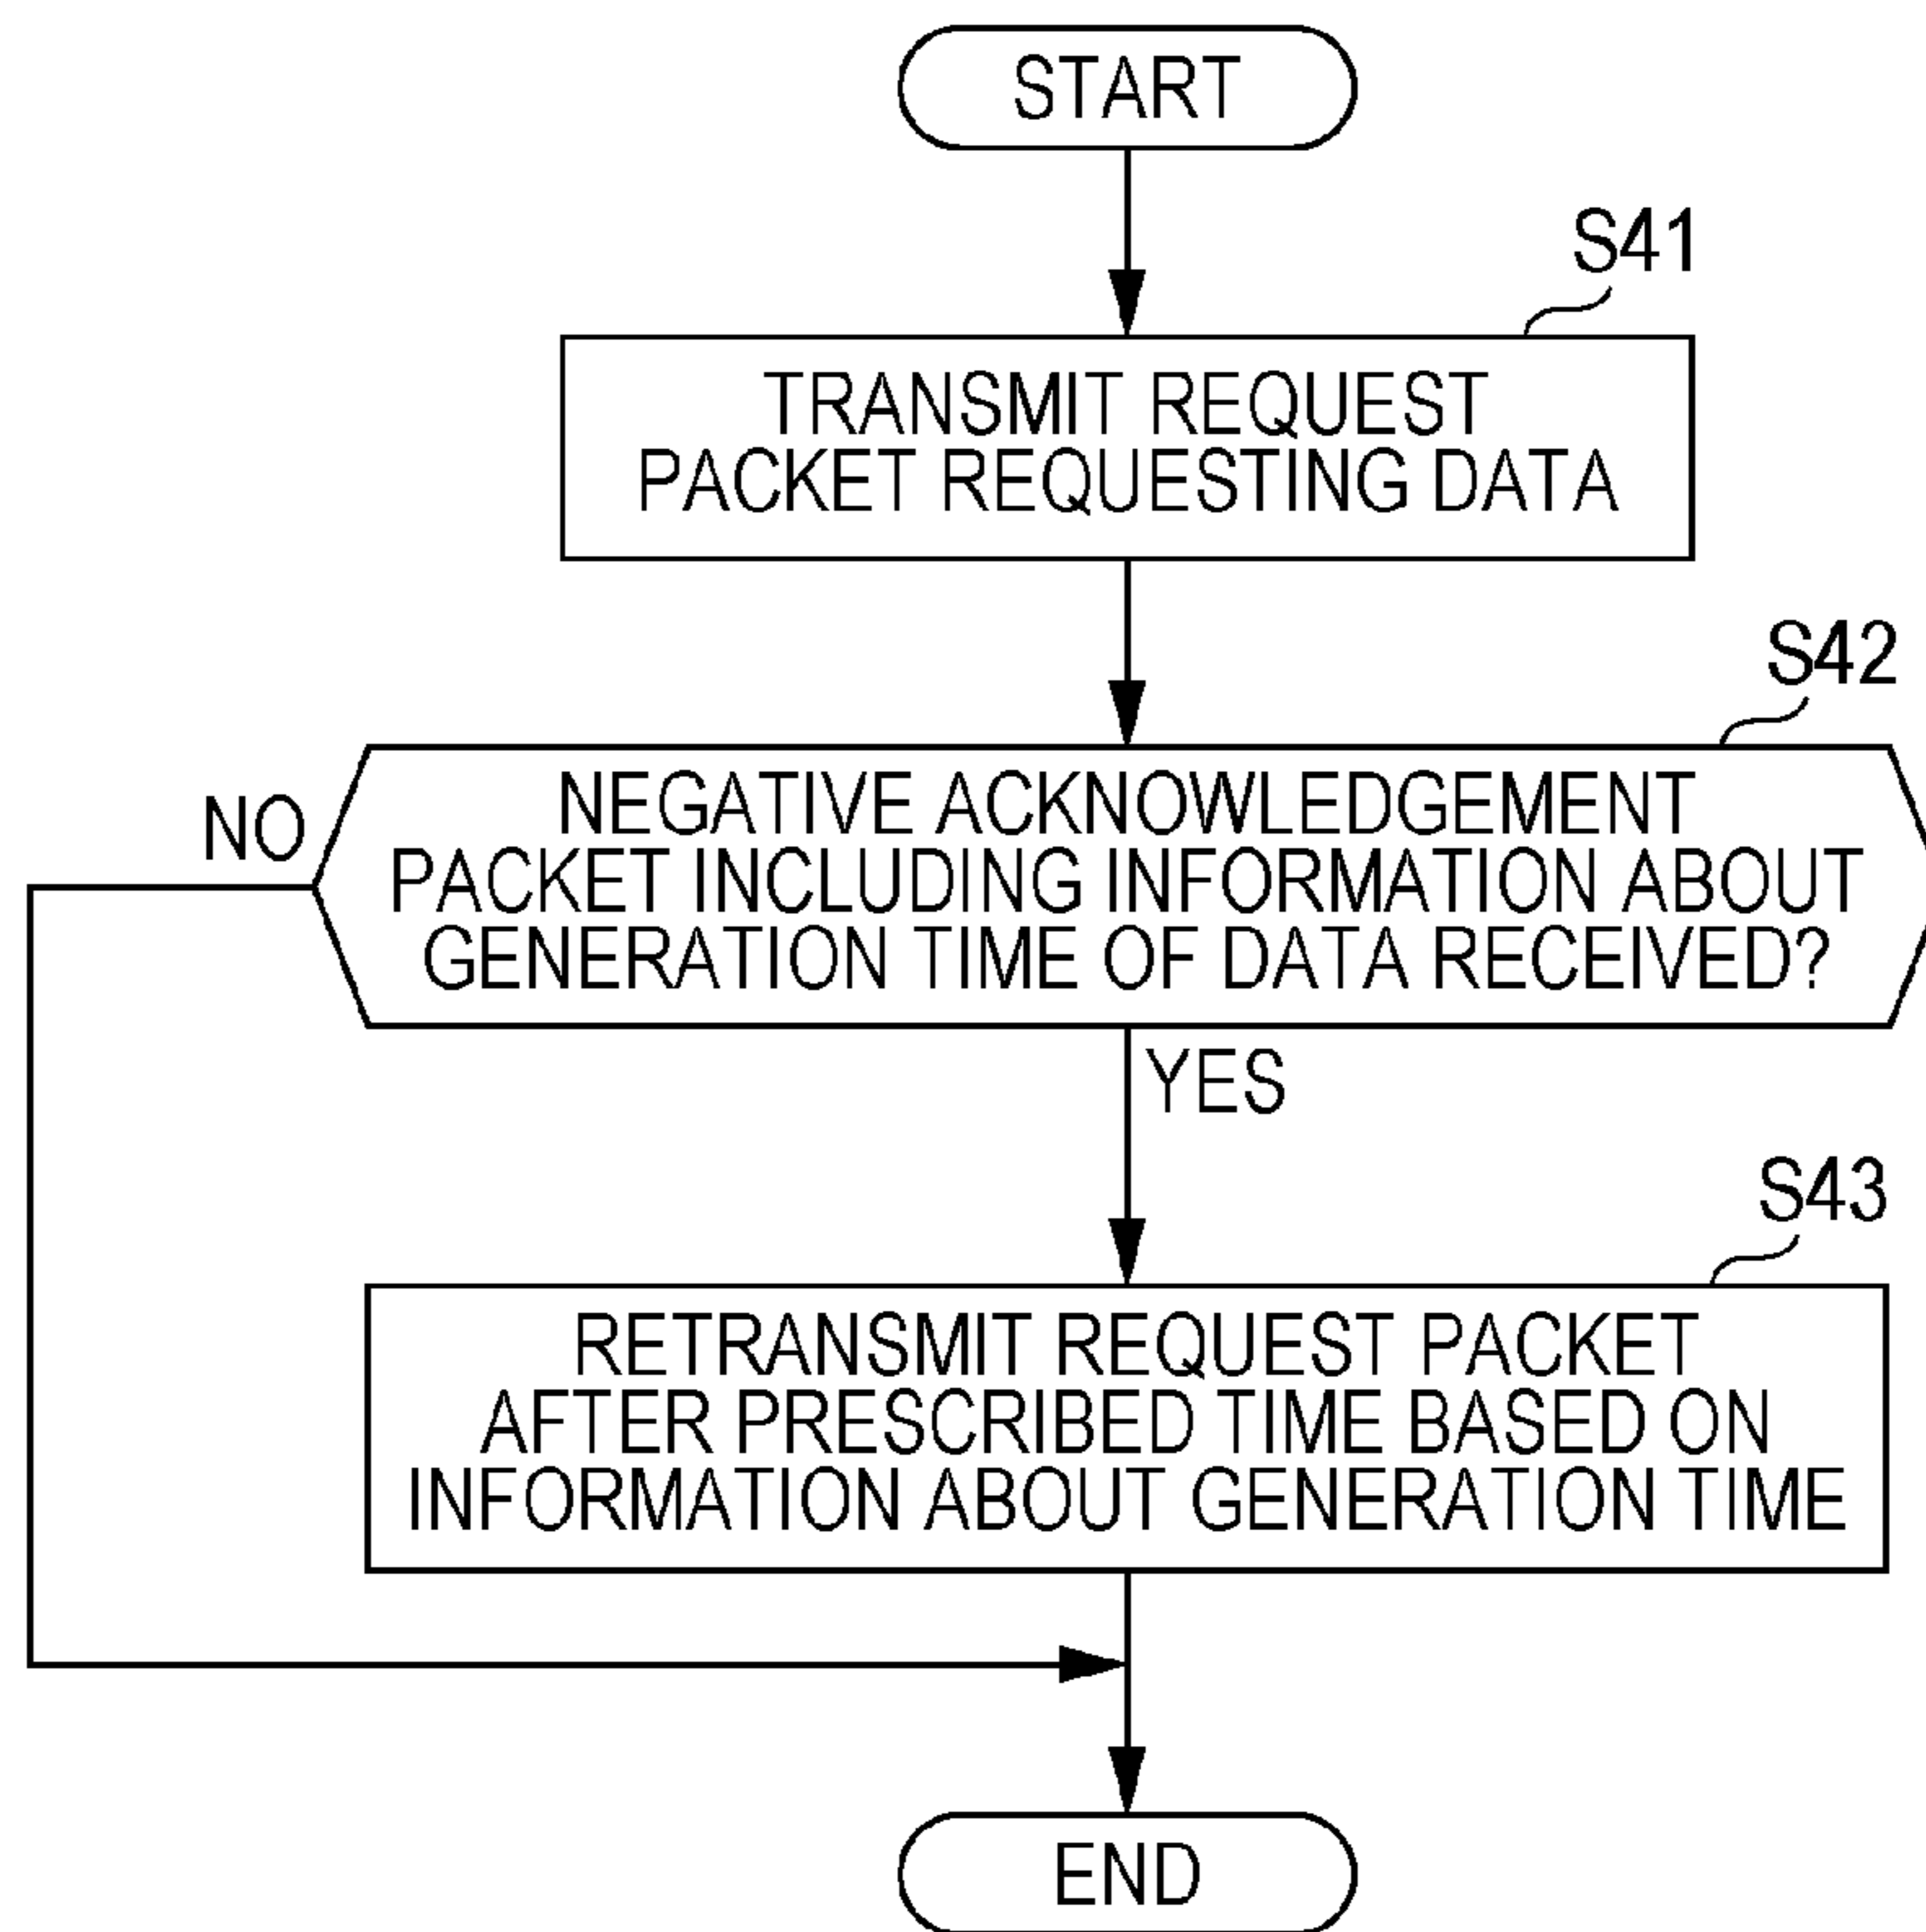 START
S41
TRANSMIT REQUEST
PACKET REQUESTING DATA
S42
NO
NEGATIVE ACKNOWLEDGEMENT
PACKET INCLUDING INFORMATION ABOUT
GENERATION TIME OF DATA RECEIVED?
YES
S43
RETRANSMIT REQUEST PACKET
AFTER PRESCRIBED TIME BASED ON
INFORMATION ABOUT GENERATION TIME
END